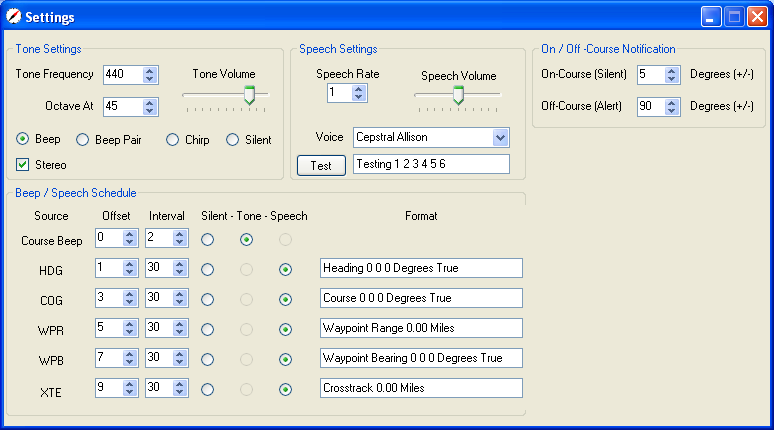 Settings
Tone Settings
Tone Frequency 440 Tone Volume
Octave At 45
Beep Beep Pair Chirp Silent
Stereo
Speech Settings
Speech Rate Speech Volume
1
Voice Cepstral Allison
Test Testing 1 2 3 4 5 6
On / Off -Course Notification
On-Course (Silent) 5 Degrees (+/-)
Off-Course (Alert) 90 Degrees (+/-)
Beep / Speech Schedule
Source Offset Interval Silent - Tone - Speech Format
Course Beep 0 2
HDG 1 30 Heading 0 0 0 Degrees True
COG 3 30 Course 0 0 0 Degrees True
WPR 5 30 Waypoint Range 0.00 Miles
WPB 7 30 Waypoint Bearing 0 0 0 Degrees True
XTE 9 30 Crosstrack 0.00 Miles